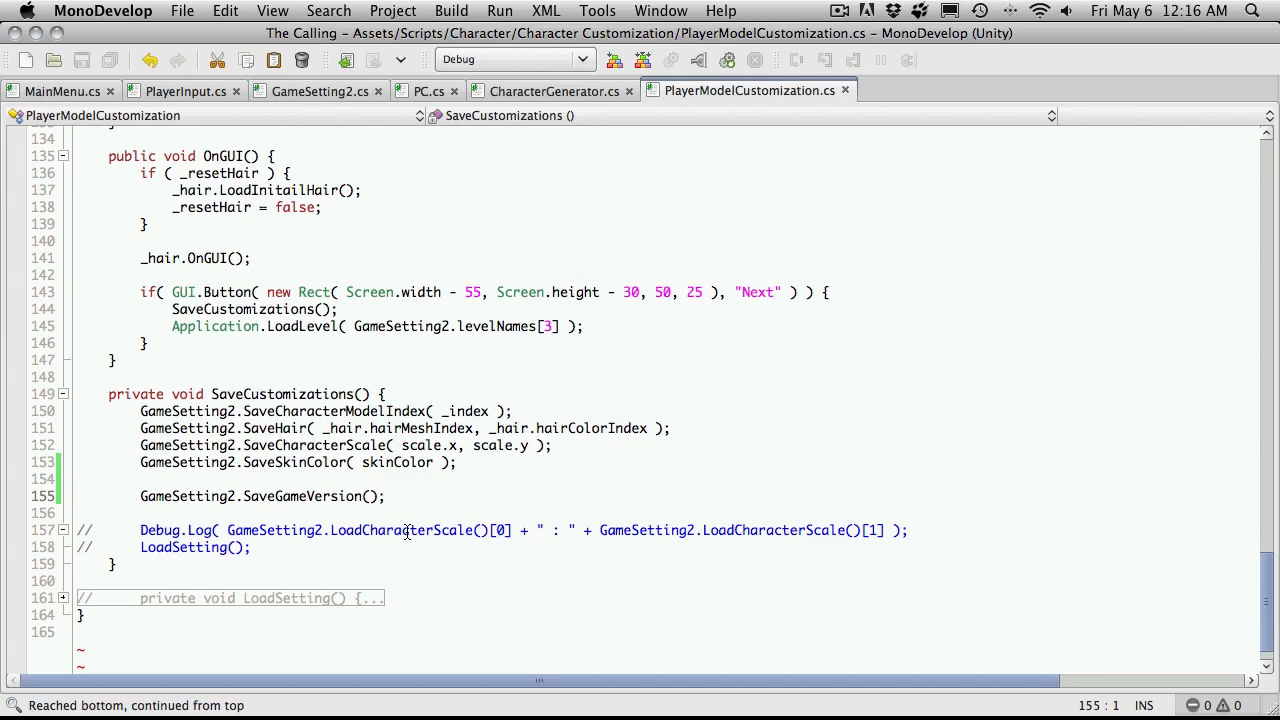 MonoDevelop File Edit View Search Project Build Run XML Tools Window Help Fri May 6 12:16 AM
The Calling – Assets/Scripts/Character/Character Customization/PlayerModelCustomization.cs – MonoDevelop (Unity)
Debug
MainMenu.cs PlayerInput.cs GameSetting2.cs PC.cs CharacterGenerator.cs PlayerModelCustomization.cs
PlayerModelCustomization SaveCustomizations ()
134
135 public void OnGUI() {
136 if ( _resetHair ) {
137 _hair.LoadInitailHair();
138 _resetHair = false;
139 }
140
141 _hair.OnGUI();
142
143 if( GUI.Button( new Rect( Screen.width - 55, Screen.height - 30, 50, 25 ), "Next" ) ) {
144 SaveCustomizations();
145 Application.LoadLevel( GameSetting2.levelNames[3] );
146 }
147 }
148
149 private void SaveCustomizations() {
150 GameSetting2.SaveCharacterModelIndex( _index );
151 GameSetting2.SaveHair( _hair.hairMeshIndex, _hair.hairColorIndex );
152 GameSetting2.SaveCharacterScale( scale.x, scale.y );
153 GameSetting2.SaveSkinColor( skinColor );
154
155 GameSetting2.SaveGameVersion();
156
157 // Debug.Log( GameSetting2.LoadCharacterScale()[0] + " : " + GameSetting2.LoadCharacterScale()[1] );
158 // LoadSetting();
159 }
160
161 // private void LoadSetting() {...
164 }
165
~
~
Reached bottom, continued from top 155 : 1 INS 0 0